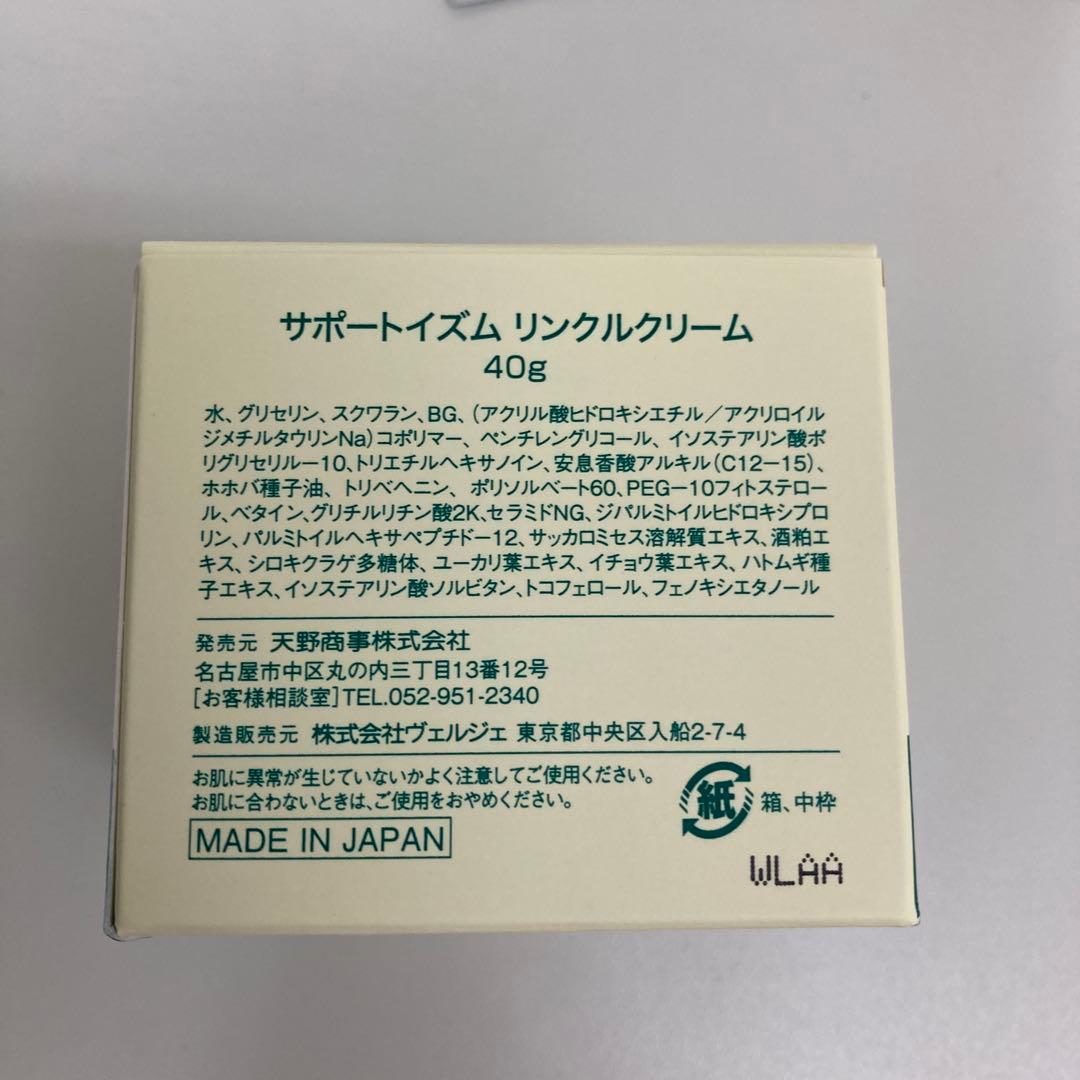 サポートイズム リンクルクリーム
40g
水、グリセリン、スクワラン、BG、(アクリル酸ヒドロキシエチル／アクリロイル
ジメチルタウリンNa)コポリマー、ペンチレングリコール、イソステアリン酸ポ
リグリセリル−10、トリエチルヘキサノイン、安息香酸アルキル(C12−15)、
ホホバ種子油、トリベヘニン、ポリソルベート60、PEG−10フィトステロー
ル、ベタイン、グリチルリチン酸2K、セラミドNG、ジパルミトイルヒドロキシプロ
リン、パルミトイルヘキサペプチド−12、サッカロミセス溶解質エキス、酒粕エ
キス、シロキクラゲ多糖体、ユーカリ葉エキス、イチョウ葉エキス、ハトムギ種
子エキス、イソステアリン酸ソルビタン、トコフェロール、フェノキシエタノール
発売元 天野商事株式会社
名古屋市中区丸の内三丁目13番12号
[お客様相談室]TEL.052-951-2340
製造販売元 株式会社ヴェルジェ 東京都中央区入船2-7-4
お肌に異常が生じていないかよく注意してご使用ください。
お肌に合わないときは、ご使用をおやめください。
紙 箱、中枠
MADE IN JAPAN
WLAA